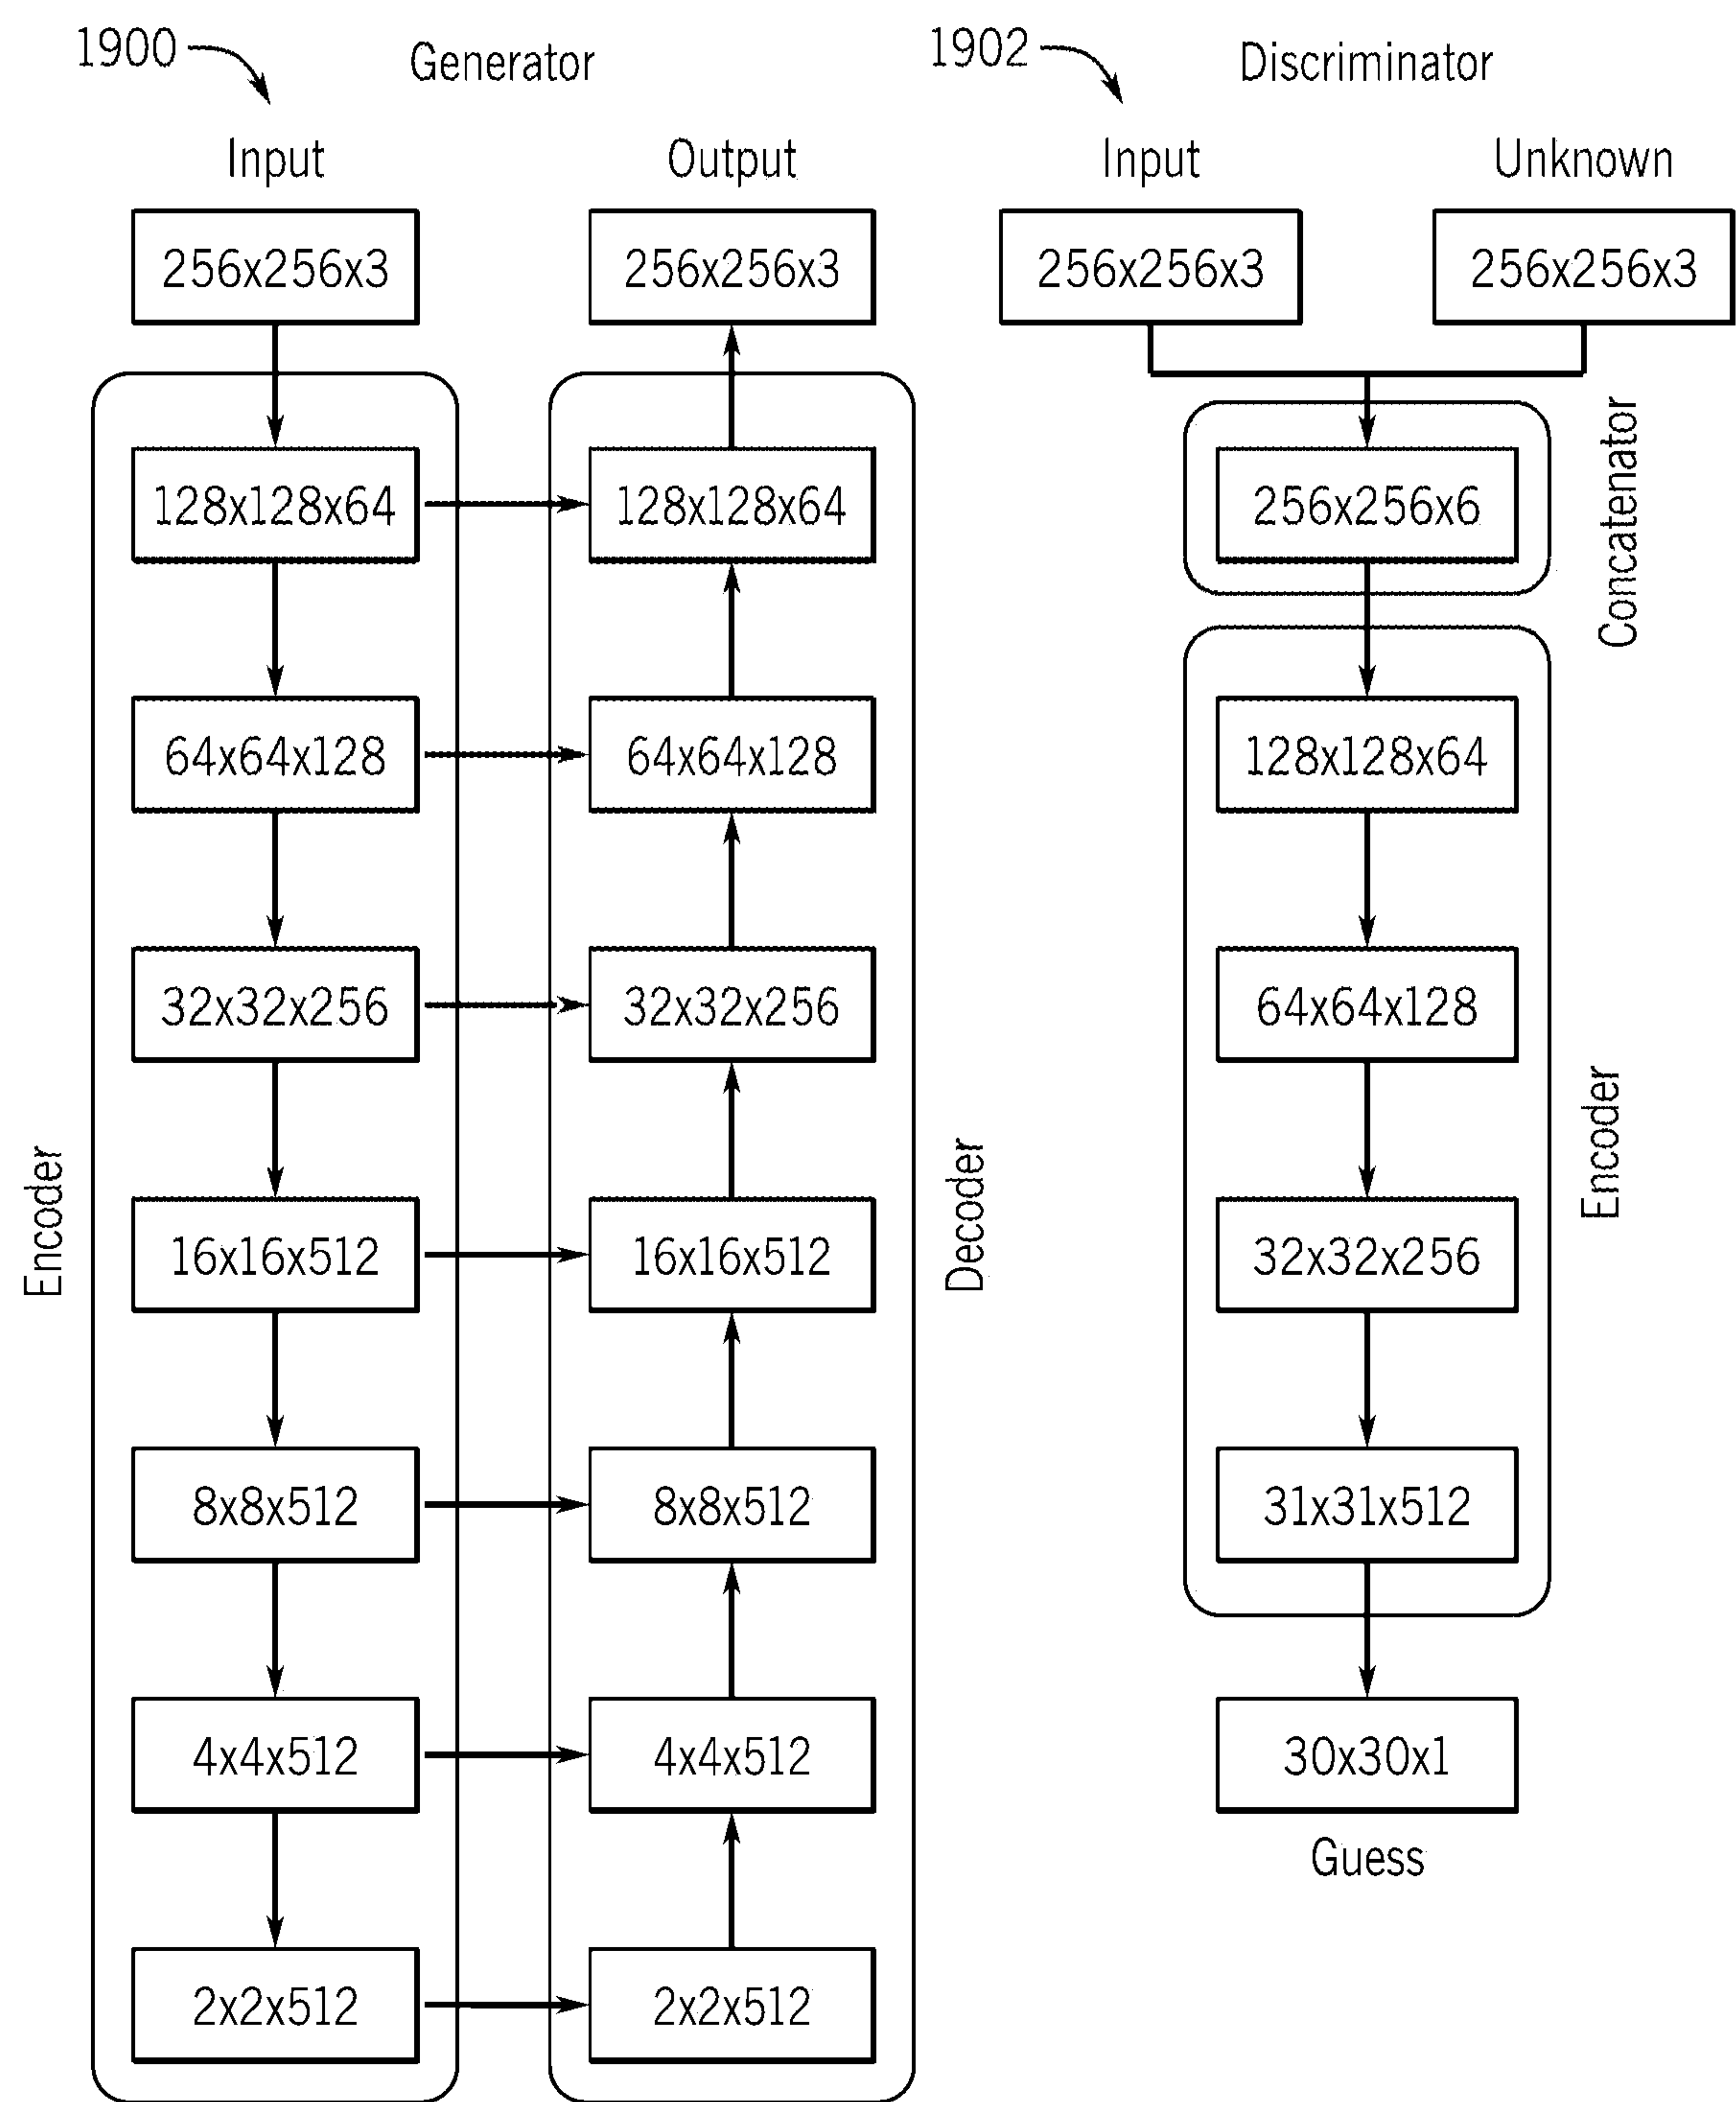 1900
Generator
Input
Output
256x256x3
256x256x3
128x128x64
128x128x64
64x64x128
64x64x128
32x32x256
32x32x256
16x16x512
16x16x512
8x8x512
8x8x512
4x4x512
4x4x512
2x2x512
2x2x512
Encoder
Decoder
1902
Discriminator
Input
Unknown
256x256x3
256x256x3
256x256x6
Concatenator
128x128x64
64x64x128
32x32x256
31x31x512
Encoder
30x30x1
Guess